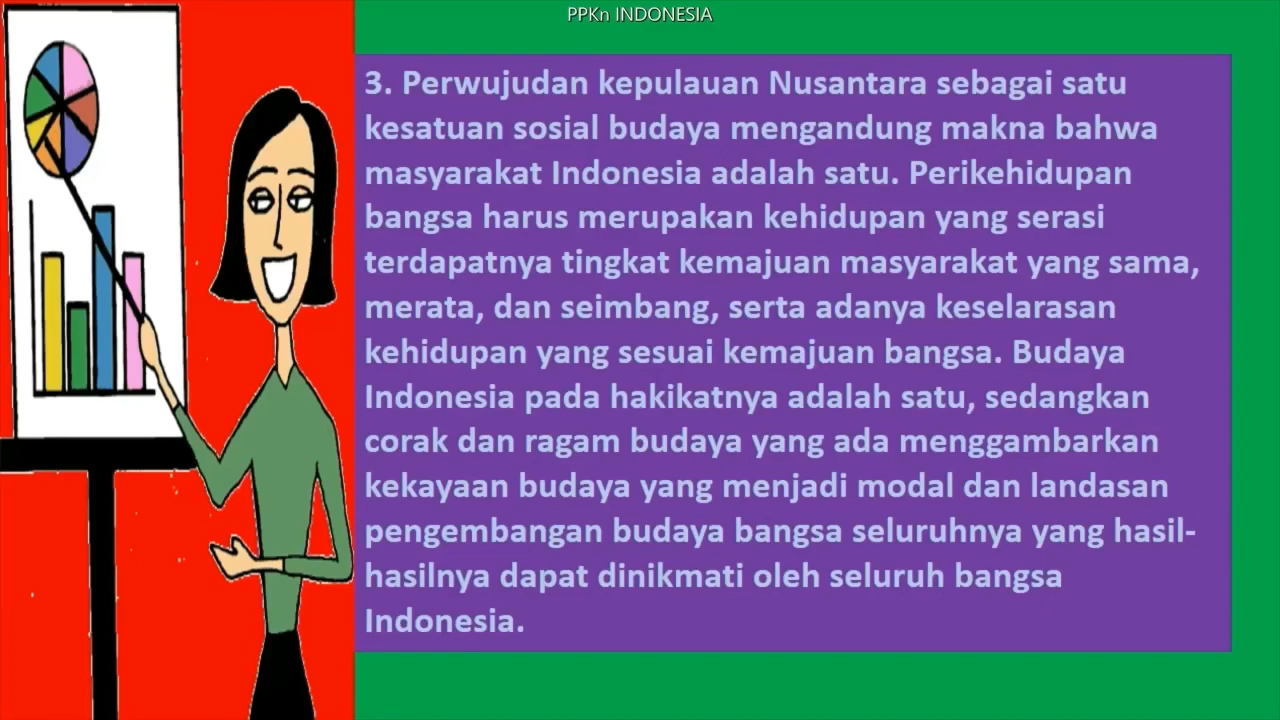 PPKn INDONESIA
3. Perwujudan kepulauan Nusantara sebagai satu
kesatuan sosial budaya mengandung makna bahwa
masyarakat Indonesia adalah satu. Perikehidupan
bangsa harus merupakan kehidupan yang serasi
terdapatnya tingkat kemajuan masyarakat yang sama,
merata, dan seimbang, serta adanya keselarasan
kehidupan yang sesuai kemajuan bangsa. Budaya
Indonesia pada hakikatnya adalah satu, sedangkan
corak dan ragam budaya yang ada menggambarkan
kekayaan budaya yang menjadi modal dan landasan
pengembangan budaya bangsa seluruhnya yang hasil-
hasilnya dapat dinikmati oleh seluruh bangsa
Indonesia.